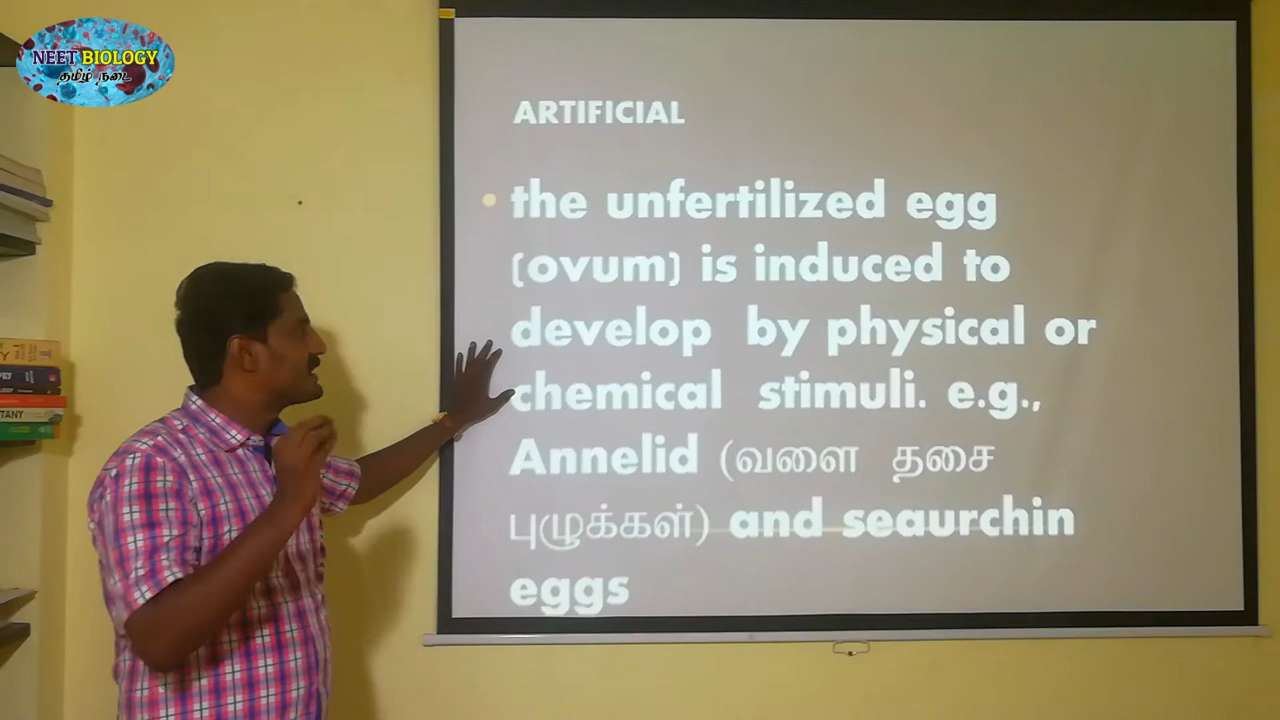 NEET BIOLOGY
தமிழ் நடை
ARTIFICIAL
• the unfertilized egg
(ovum) is induced to
develop by physical or
chemical stimuli. e.g.,
Annelid (வளை தசை
புழுக்கள்) and seaurchin
eggs
TANT